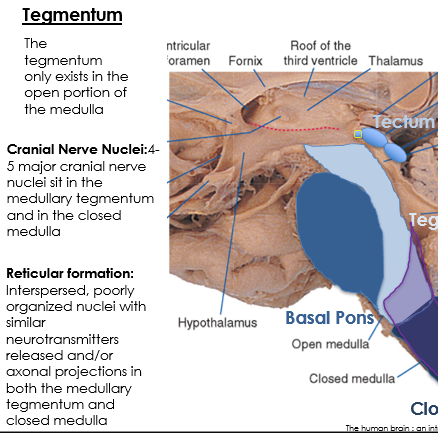 Tegmentum
The
tegmentum
only exists in the
open portion of
the medulla
Cranial Nerve Nuclei:4-
5 major cranial nerve
nuclei sit in the
medullary tegmentum
and in the closed
medulla
Reticular formation:
Interspersed, poorly
organized nuclei with
similar
neurotransmitters
released and/or
axonal projections in
both the medullary
tegmentum and
closed medulla
ntricular
foramen
Fornix
Roof of the
third ventricle
Thalamus
Tectum
Teg
Hypothalamus
Basal Pons
Open medulla
Closed medulla
Clo
The human brain : an int